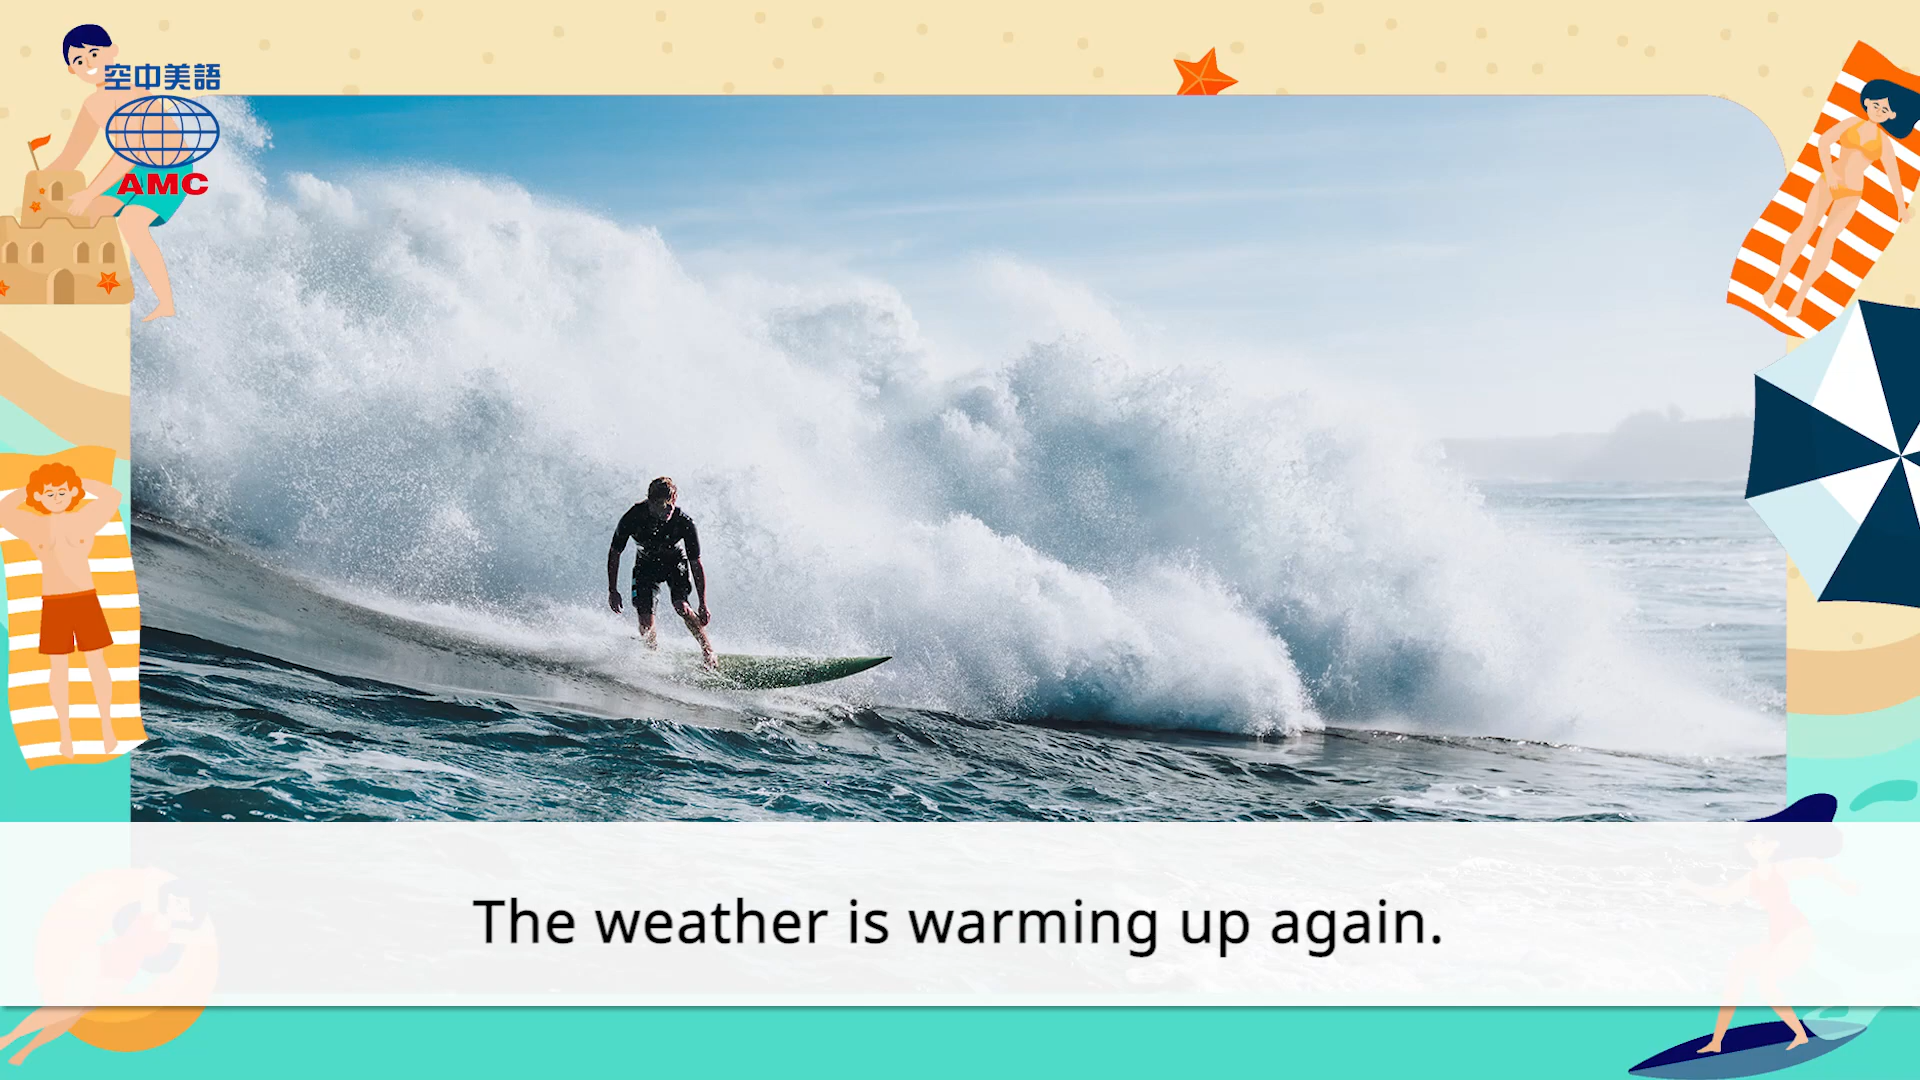 空中美語
AMC
The weather is warming up again.